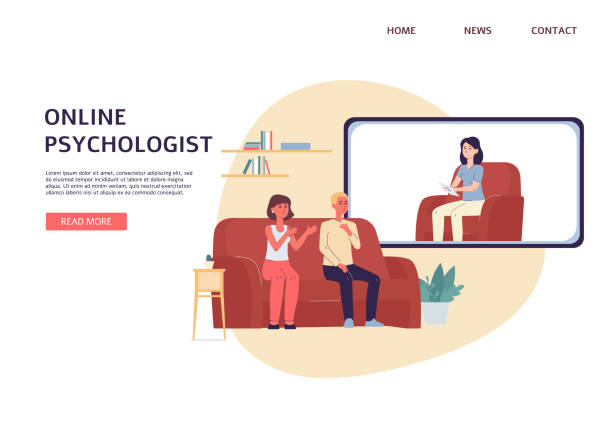 HOME NEWS CONTACT
ONLINE
PSYCHOLOGIST
Lorem ipsum dolor sit amet, consectetur adipiscing elit,
sed do eiusmod tempor incididunt ut labore et dolore magna
aliqua. Ut enim ad minim veniam, quis nostrud
exercitation ullamco laboris nisi ut aliquip ex ea commodo
consequat.
READ MORE